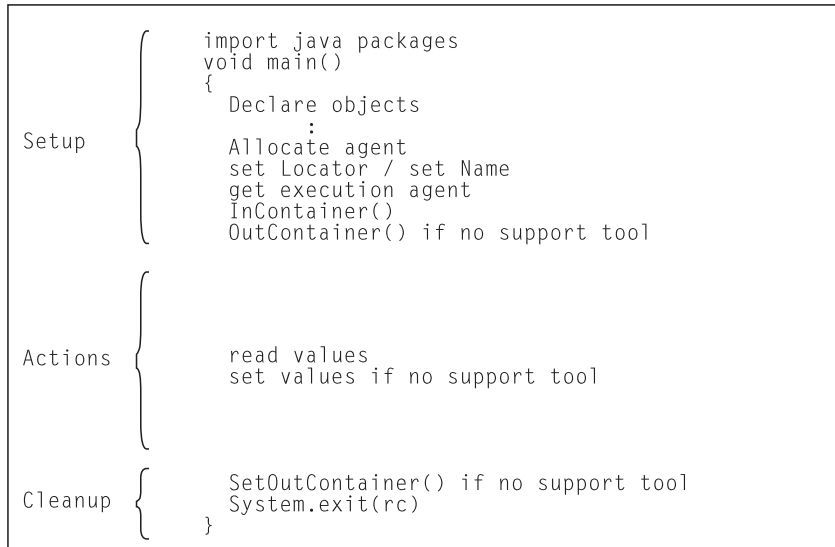 import java packages
void main()
{
Declare objects
:
Setup
Allocate agent
set Locator / set Name
get execution agent
InContainer()
OutContainer() if no support tool
Actions
read values
set values if no support tool
Cleanup
SetOutContainer() if no support tool
System.exit(rc)
}